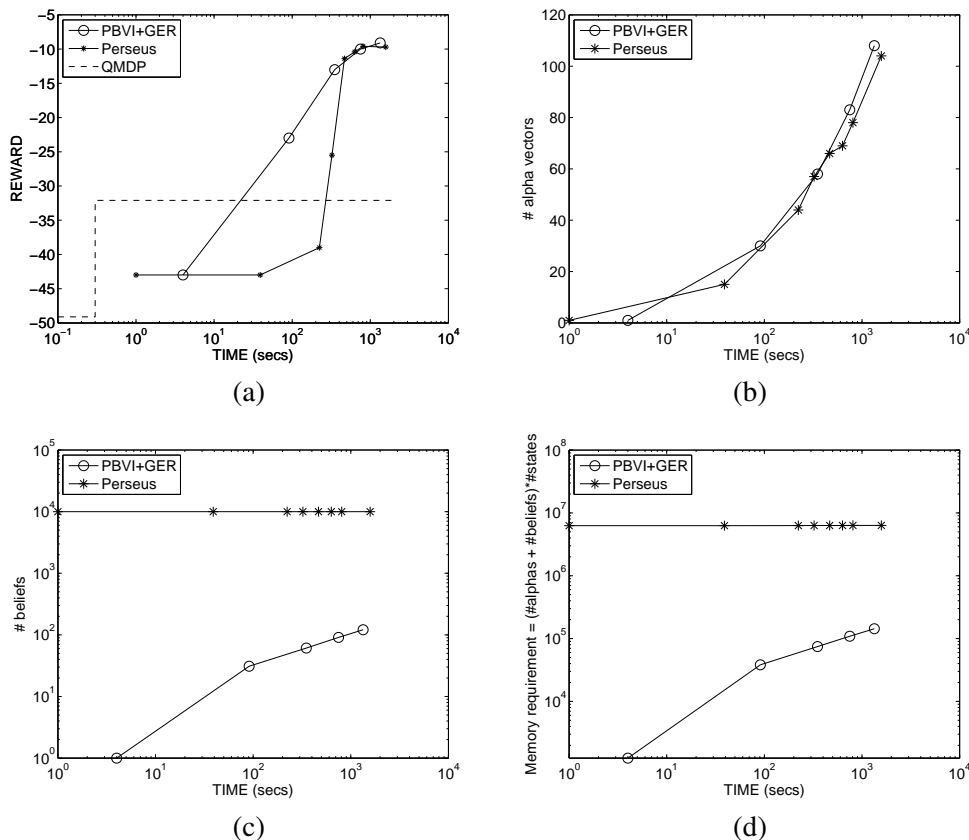 PBVI+GER
Perseus
QMDP
−5
−10
−15
−20
−25
−30
−35
−40
−45
−50
REWARD
10^−1
10^0
10^1
10^2
10^3
10^4
TIME (secs)
(a)
PBVI+GER
Perseus
120
100
80
60
40
20
0
# alpha vectors
10^0
10^1
10^2
10^3
10^4
TIME (secs)
(b)
PBVI+GER
Perseus
10^5
10^4
10^3
10^2
10^1
10^0
# beliefs
10^0
10^1
10^2
10^3
10^4
TIME (secs)
(c)
PBVI+GER
Perseus
10^8
10^7
10^6
10^5
10^4
Memory requirement = (#alphas + #beliefs)*#states
10^0
10^1
10^2
10^3
10^4
TIME (secs)
(d)